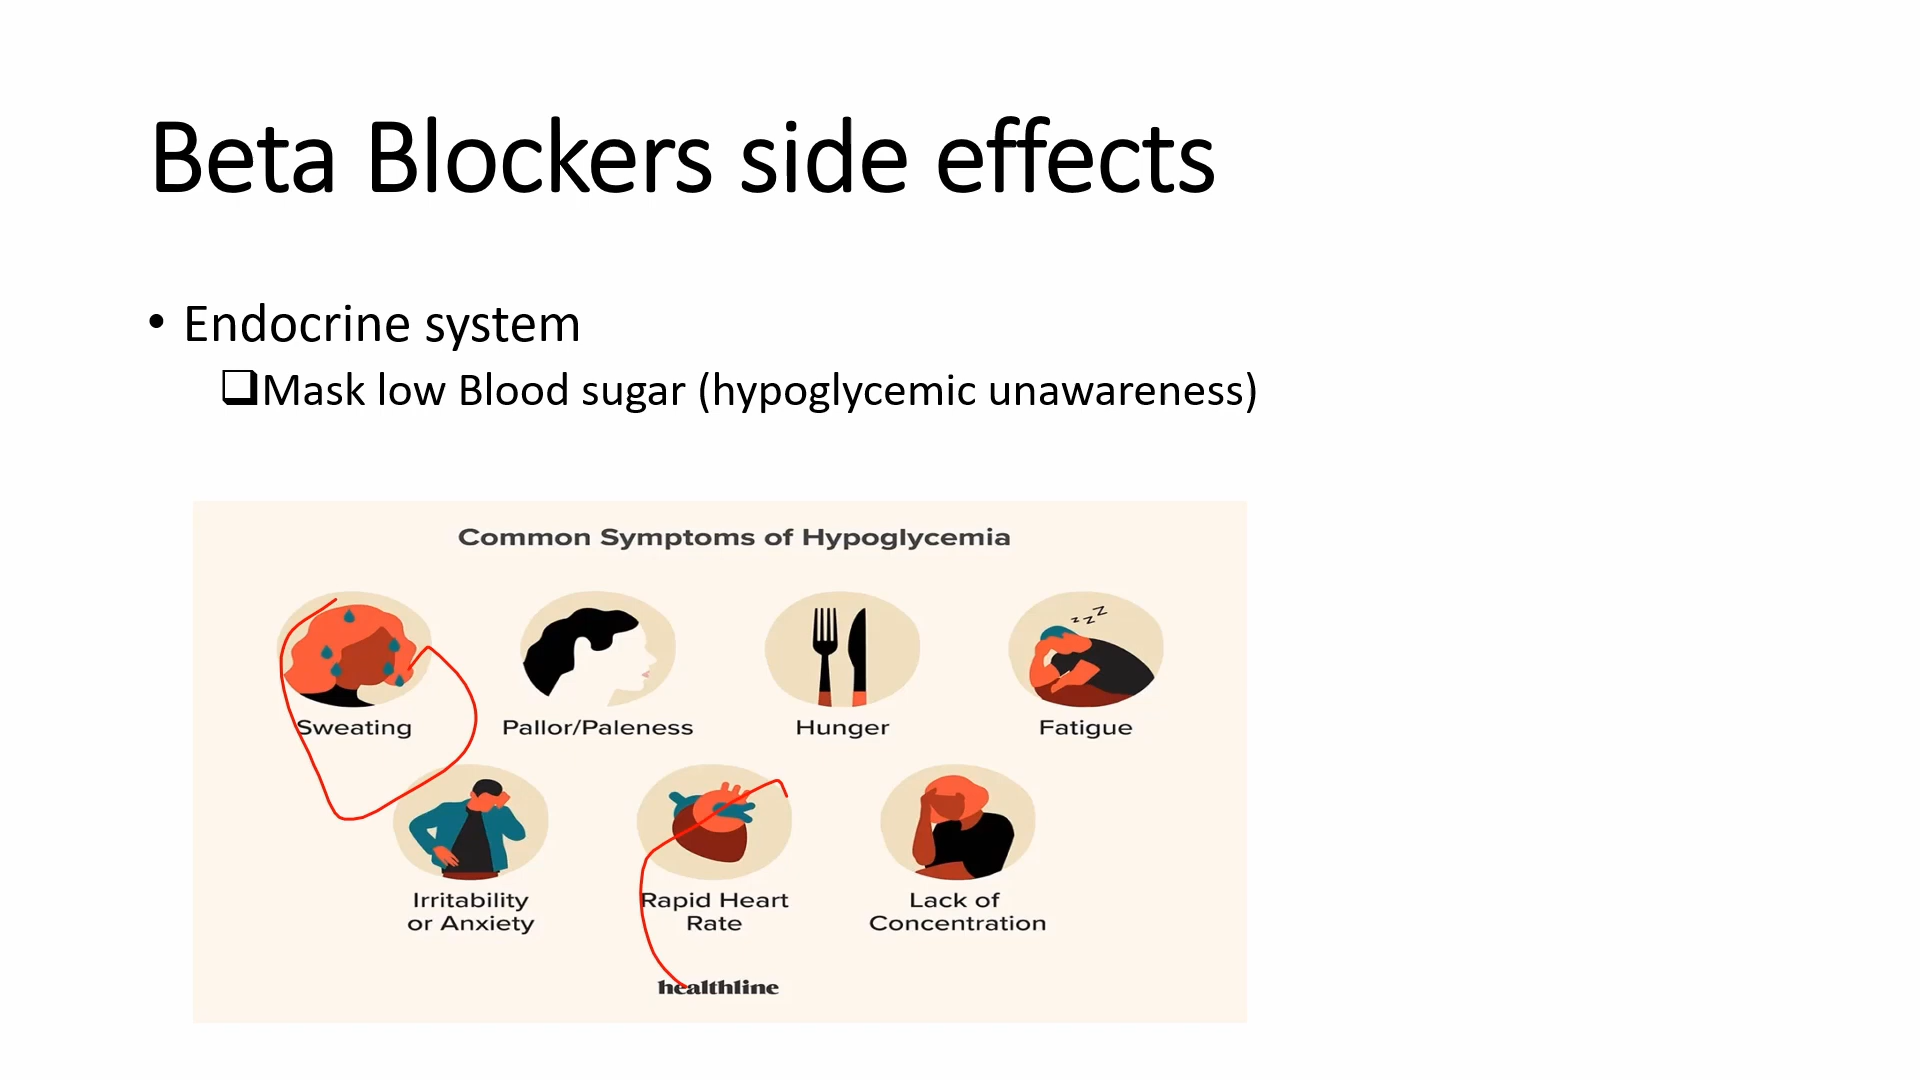 Beta Blockers side effects
• Endocrine system
❑Mask low Blood sugar (hypoglycemic unawareness)
Common Symptoms of Hypoglycemia
z z Z
Sweating
Pallor/Paleness
Hunger
Fatigue
Irritability
or Anxiety
Rapid Heart
Rate
Lack of
Concentration
healthline